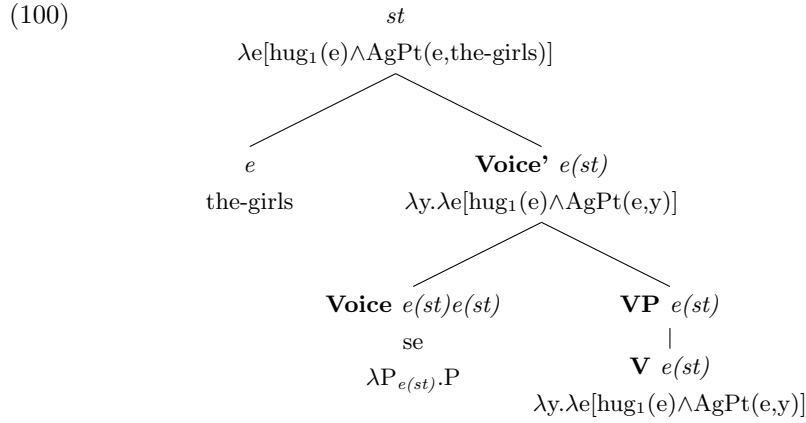 (100)
st
λe[hug₁(e)∧AgPt(e,the-girls)]
e Voice’ e(st)
the-girls λy.λe[hug₁(e)∧AgPt(e,y)]
Voice e(st)e(st) VP e(st)
se
V e(st)
λP_{e(st)}.P
λy.λe[hug₁(e)∧AgPt(e,y)]